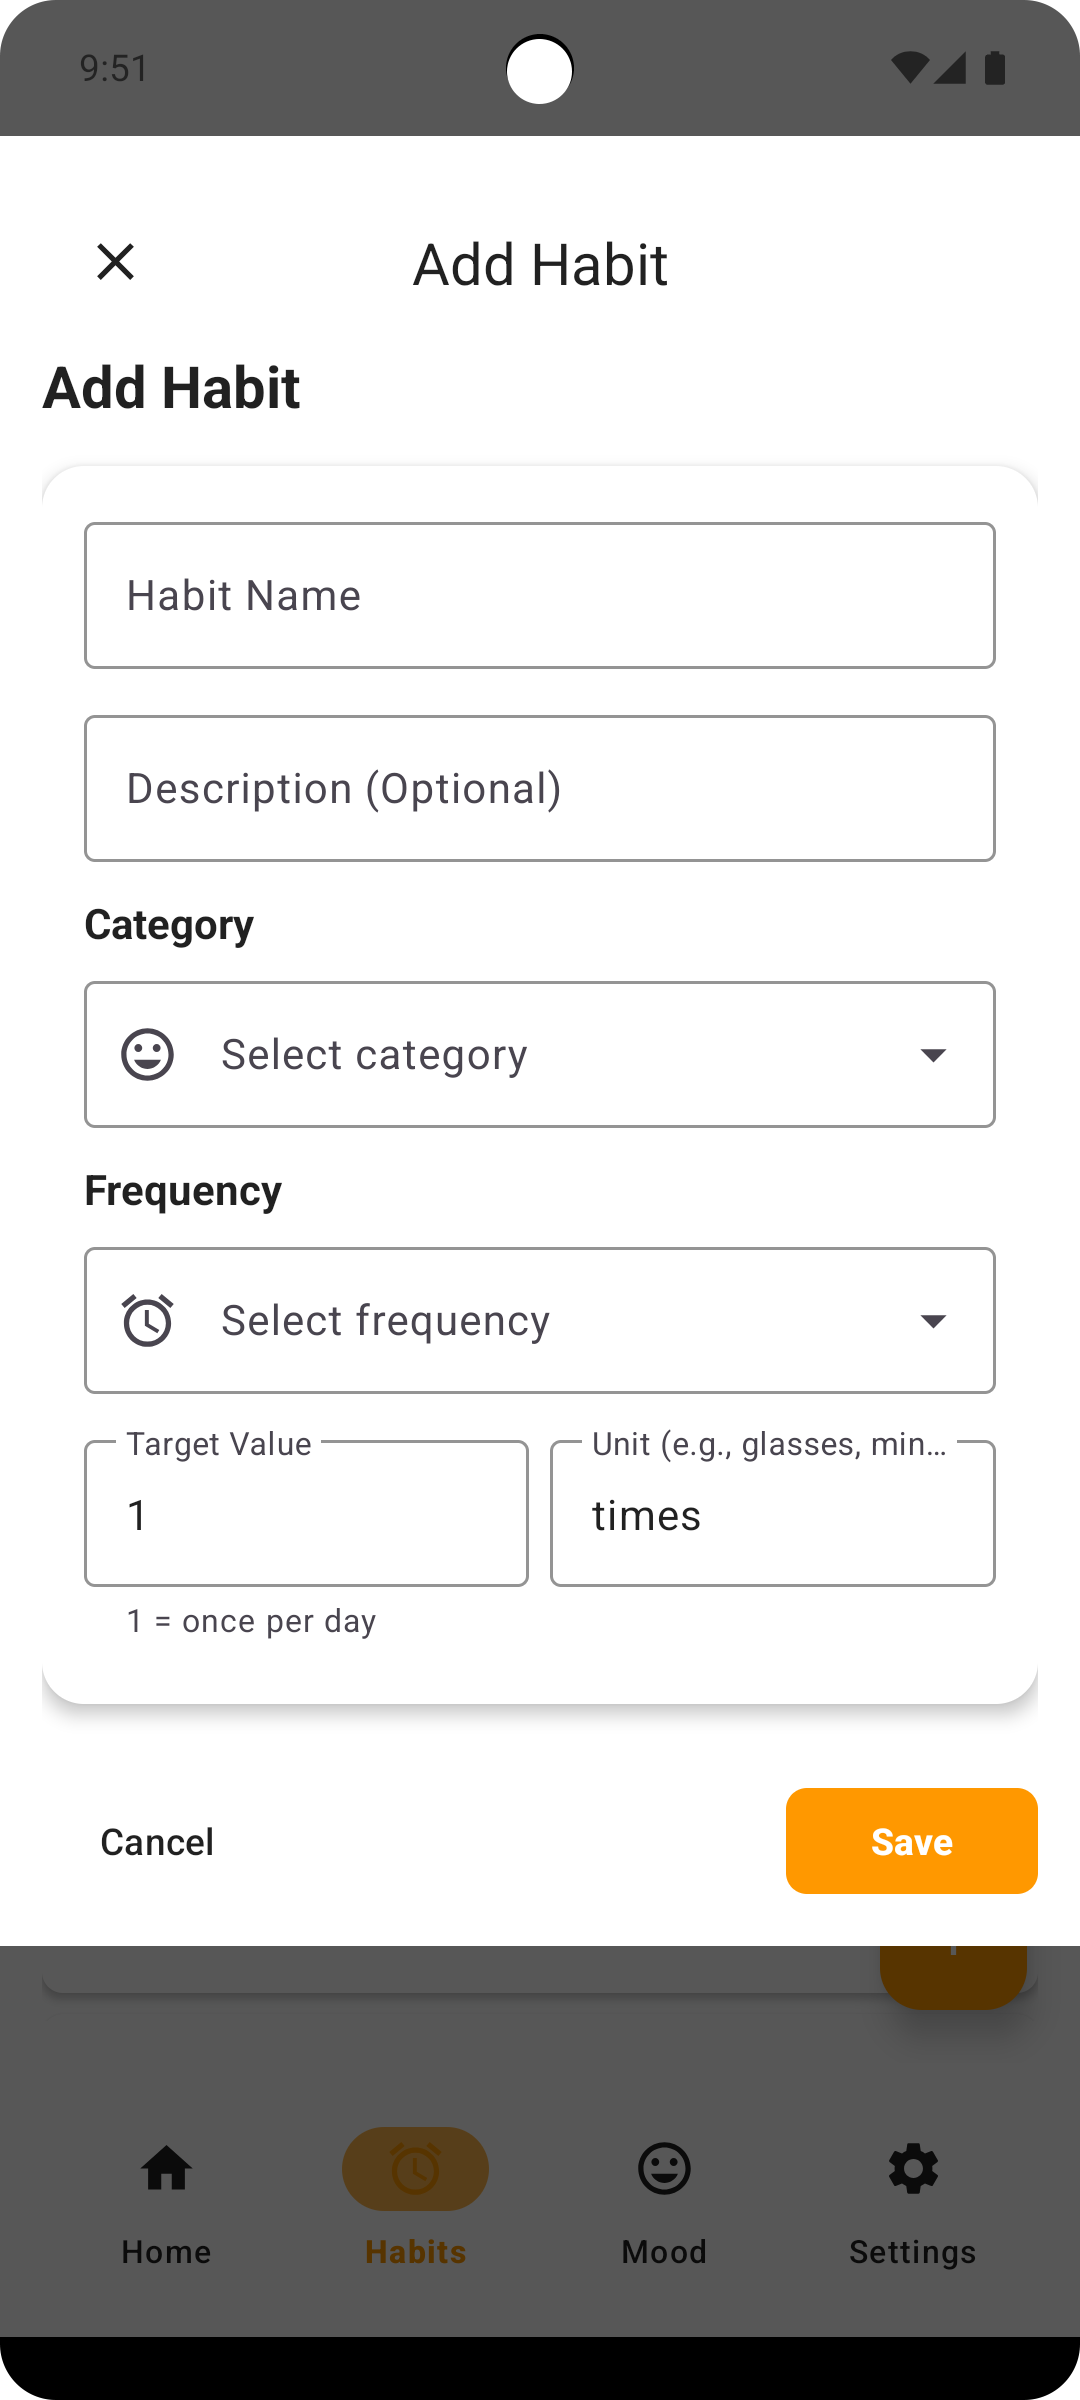 9:51
Add Habit
Add Habit
Habit Name
Description (Optional)
Category
Select category
Frequency
Select frequency
Target Value
1
Unit (e.g., glasses, min…
times
1 = once per day
Cancel
Save
Home
Habits
Mood
Settings